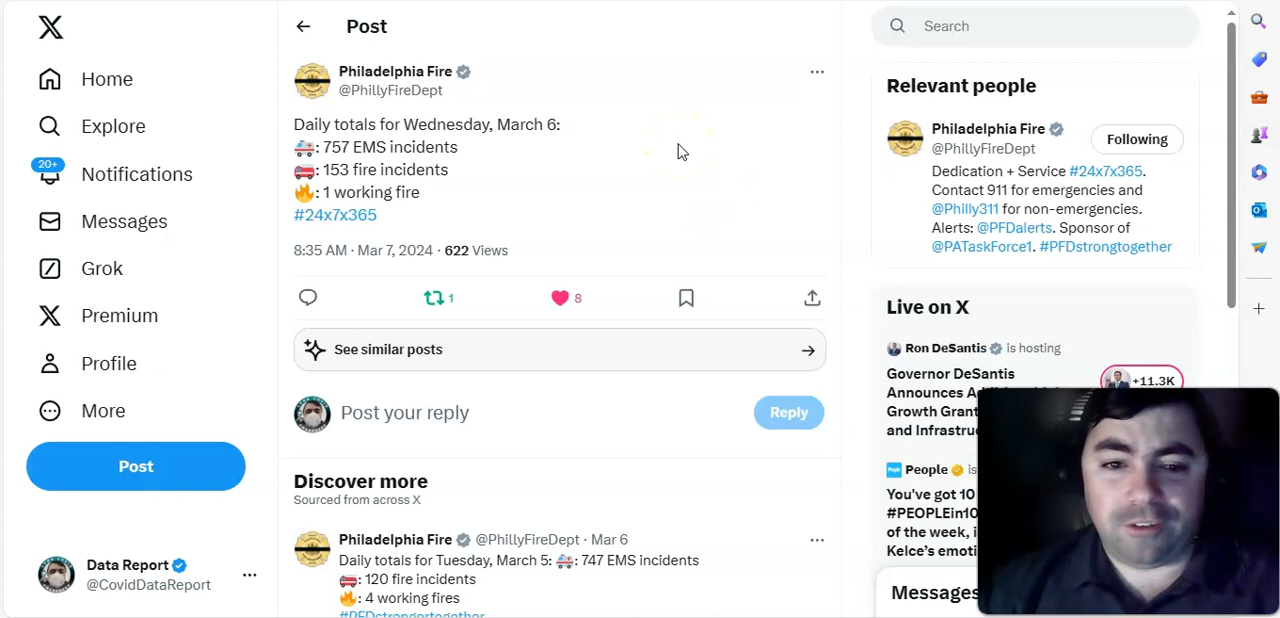 Post
Search
Home
Explore
20+
Notifications
Messages
Grok
Premium
Profile
More
Post
Data Report
@CovidDataReport
Philadelphia Fire
@PhillyFireDept
Daily totals for Wednesday, March 6:
: 757 EMS incidents
: 153 fire incidents
: 1 working fire
#24x7x365
8:35 AM · Mar 7, 2024 · 622 Views
1
8
See similar posts
Post your reply
Reply
Discover more
Sourced from across X
Philadelphia Fire @PhillyFireDept · Mar 6
Daily totals for Tuesday, March 5: : 747 EMS incidents
: 120 fire incidents
: 4 working fires
#PFDstrongertogether
Relevant people
Philadelphia Fire
@PhillyFireDept
Following
Dedication + Service #24x7x365.
Contact 911 for emergencies and
@Philly311 for non-emergencies.
Alerts: @PFDalerts. Sponsor of
@PATaskForce1. #PFDstrongtogether
Live on X
Ron DeSantis is hosting
Governor DeSantis
Announces
Growth Grant
and
+11.3K
People is
You've got 10
#PEOPLEin10
of the week,
Kelce's
Messages